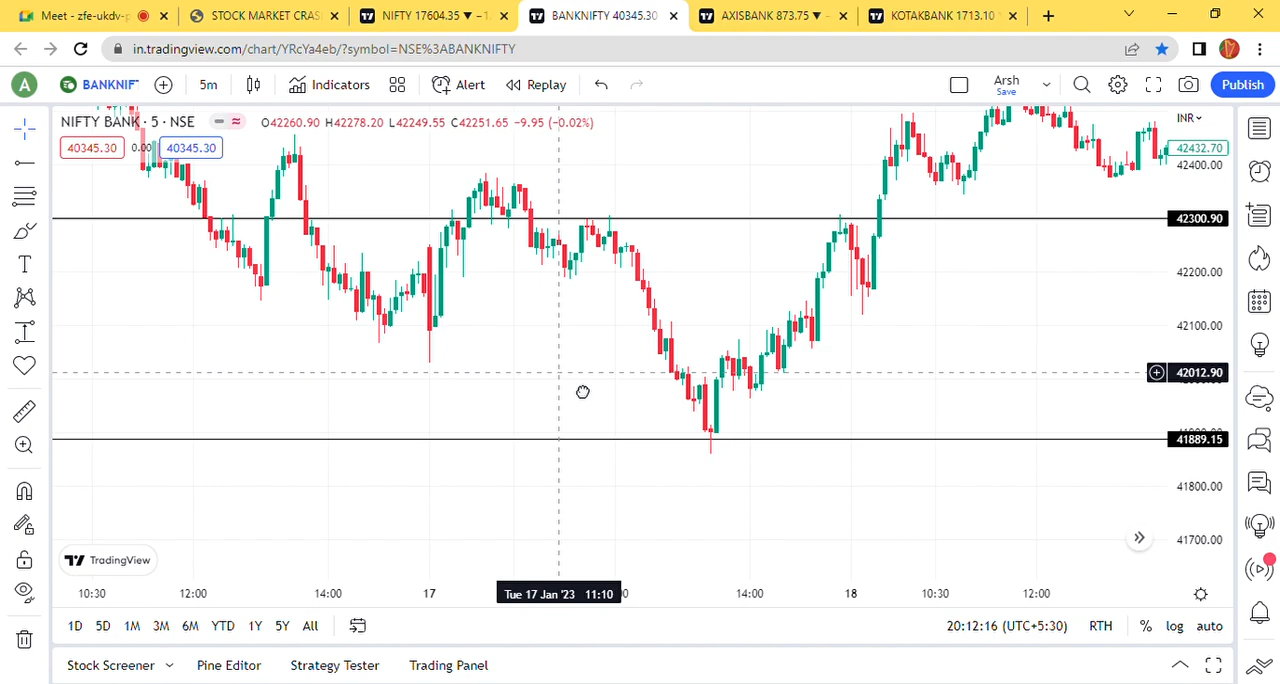 Meet - zfe-ukdv-p
STOCK MARKET CRAS
NIFTY 17604.35 ▼ −1.
BANKNIFTY 40345.30
AXISBANK 873.75 ▼ −
KOTAKBANK 1713.10
in.tradingview.com/chart/YRcYa4eb/?symbol=NSE%3ABANKNIFTY
A
BANKNIF
5m
Indicators
Alert
Replay
Arsh
Save
Publish
NIFTY BANK · 5 · NSE
O42260.90 H42278.20 L42249.55 C42251.65 −9.95 (−0.02%)
INR
40345.30
0.00
40345.30
42432.70
42400.00
42300.90
42200.00
42100.00
42012.90
41889.15
41800.00
41700.00
TradingView
10:30
12:00
14:00
17
Tue 17 Jan '23 11:10
14:00
18
10:30
12:00
1D 5D 1M 3M 6M YTD 1Y 5Y All
20:12:16 (UTC+5:30) RTH % log auto
Stock Screener
Pine Editor
Strategy Tester
Trading Panel